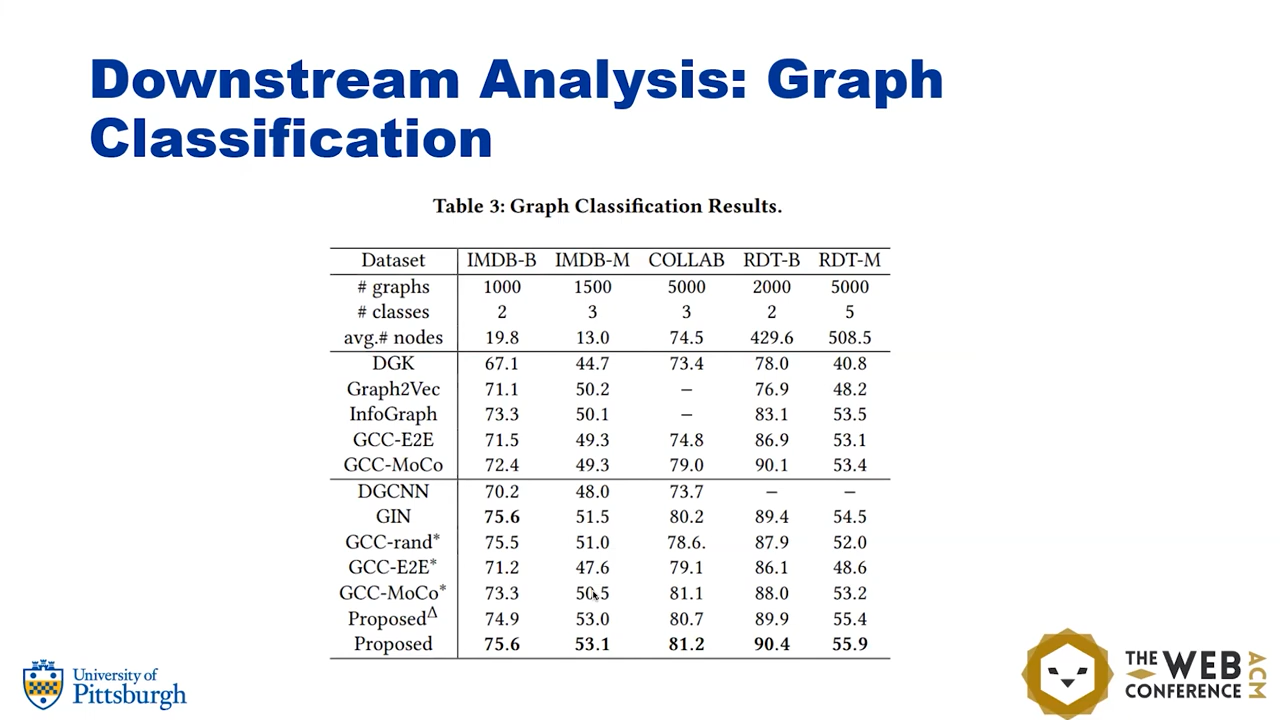 Downstream Analysis: Graph
Classification
Table 3: Graph Classification Results.
Dataset IMDB-B IMDB-M COLLAB RDT-B RDT-M
# graphs 1000 1500 5000 2000 5000
# classes 2 3 3 2 5
avg.# nodes 19.8 13.0 74.5 429.6 508.5
DGK 67.1 44.7 73.4 78.0 40.8
Graph2Vec 71.1 50.2 – 76.9 48.2
InfoGraph 73.3 50.1 – 83.1 53.5
GCC-E2E 71.5 49.3 74.8 86.9 53.1
GCC-MoCo 72.4 49.3 79.0 90.1 53.4
DGCNN 70.2 48.0 73.7 – –
GIN 75.6 51.5 80.2 89.4 54.5
GCC-rand* 75.5 51.0 78.6. 87.9 52.0
GCC-E2E* 71.2 47.6 79.1 86.1 48.6
GCC-MoCo* 73.3 50.5 81.1 88.0 53.2
Proposed^Δ 74.9 53.0 80.7 89.9 55.4
Proposed 75.6 53.1 81.2 90.4 55.9
University of
Pittsburgh
THE WEB
CONFERENCE
ACM